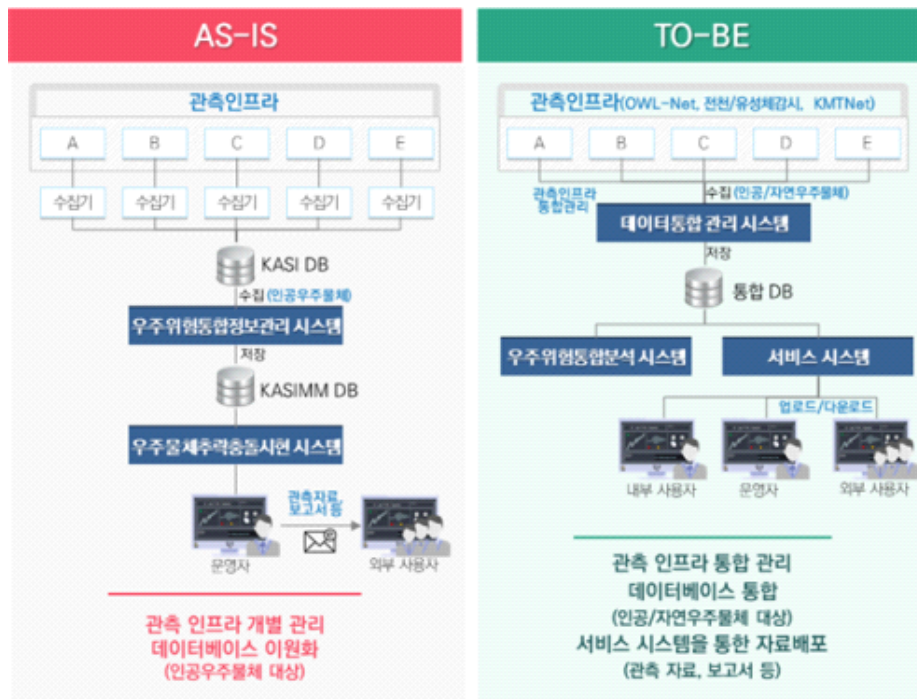 AS-IS
관측인프라
A B C D E
수집기 수집기 수집기 수집기 수집기
KASI DB
수집 (인공우주물체)
우주위험통합정보관리 시스템
저장
KASIMM DB
우주물체추락충돌시현 시스템
관측자료,
보고서 등
운영자
외부 사용자
관측 인프라 개별 관리
데이터베이스 이원화
(인공우주물체 대상)
TO-BE
관측인프라(OWL-Net, 전천/유성체감시, KMTNet)
A B C D E
관측인프라
통합관리
수집 (인공/자연우주물체)
데이터통합 관리 시스템
저장
통합 DB
우주위험통합분석 시스템
서비스 시스템
업로드/다운로드
내부 사용자
운영자
외부 사용자
관측 인프라 통합 관리
데이터베이스 통합
(인공/자연우주물체 대상)
서비스 시스템을 통한 자료배포
(관측 자료, 보고서 등)